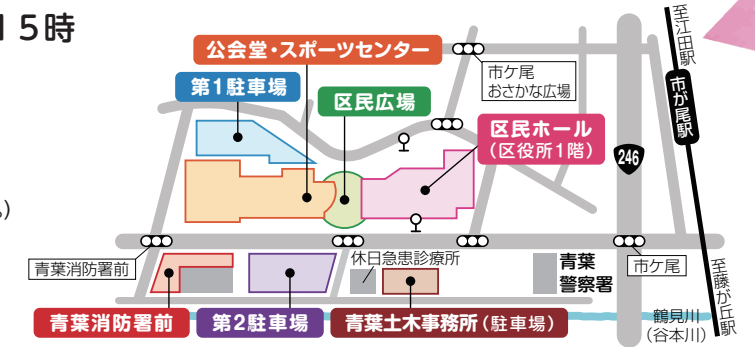 15時
公会堂・スポーツセンター
第1駐車場
区民広場
市ケ尾
おさかな広場
区民ホール
(区役所1階)
246
至江田駅
市が尾駅
至藤が丘駅
青葉消防署前
休日急患診療所
青葉
警察署
市ケ尾
青葉消防署前
第2駐車場
青葉土木事務所(駐車場)
鶴見川
(谷本川)